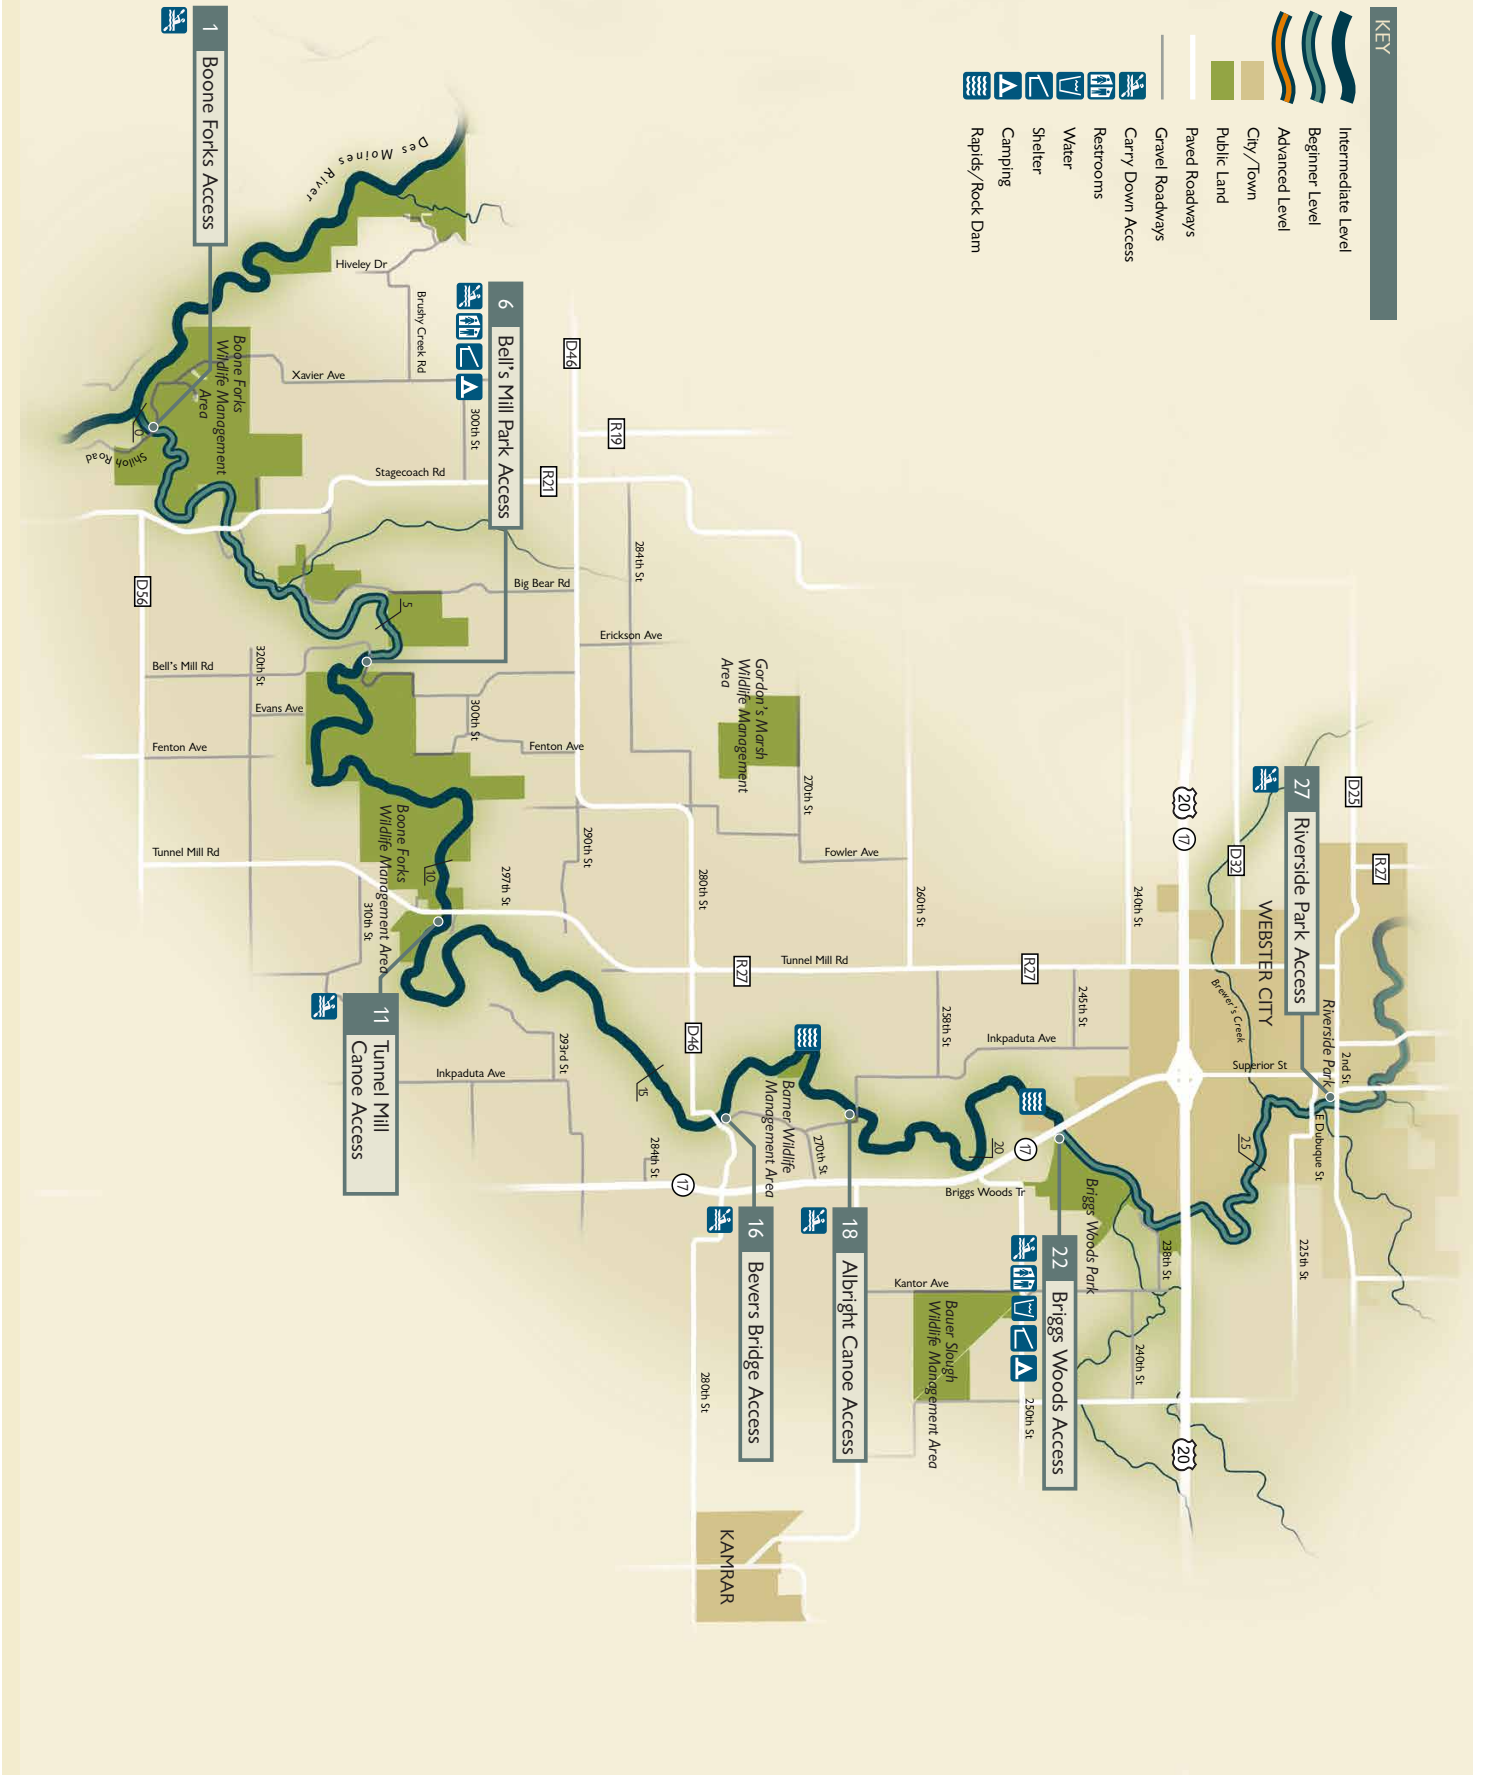 KEY
Intermediate Level
Beginner Level
Advanced Level
City/Town
Public Land
Paved Roadways
Gravel Roadways
Carry Down Access
Restrooms
Water
Shelter
Camping
Rapids/Rock Dam
D25
R27
27 Riverside Park Access
Riverside Park
2nd St
E Dubuque St
225th St
25
WEBSTER CITY
D32
Brewer's Creek
Superior St
20
17
20
238th St
240th St
240th St
Briggs Woods Park
22 Briggs Woods Access
245th St
R27
Inkpaduta Ave
17
20
Briggs Woods Tr
250th St
258th St
260th St
Kantor Ave
Bauer Slough
Wildlife Management Area
18 Albright Canoe Access
Fowler Ave
Tunnel Mill Rd
270th St
270th St
Gordon's Marsh
Wildlife Management
Area
Barner Wildlife
Management Area
16 Bevers Bridge Access
R27
280th St
D46
280th St
KAMRAR
17
284th St
284th St
Erickson Ave
15
R19
D46
R21
290th St
Fenton Ave
Big Bear Rd
293rd St
Inkpaduta Ave
6 Bell's Mill Park Access
297th St
300th St
300th St
Stagecoach Rd
Brushy Creek Rd
Xavier Ave
Hiveley Dr
Des Moines River
5
10
Boone Forks
Wildlife Management Area
310th St
11 Tunnel Mill
Canoe Access
320th St
Evans Ave
Bell's Mill Rd
Fenton Ave
Tunnel Mill Rd
D56
Boone Forks
Wildlife Management
Area
1 Boone Forks Access
0
Shiloh Road